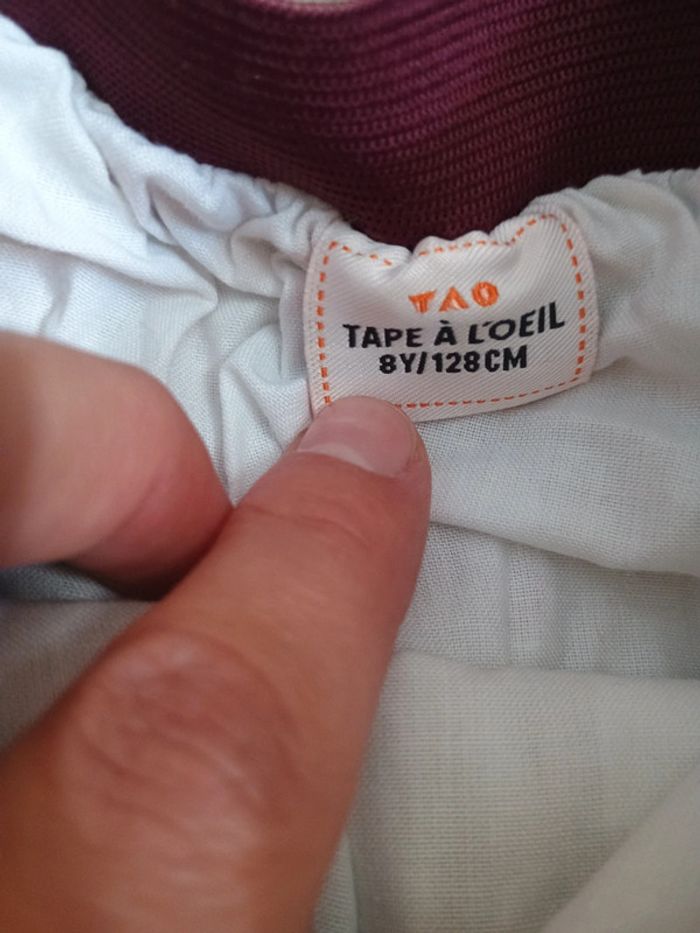 TAO
TAPE À L'OEIL
8Y/128CM